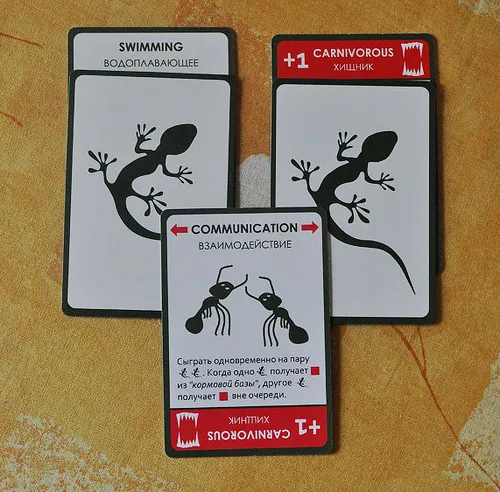 SWIMMING
ВОДОПЛАВАЮЩЕЕ
+1 CARNIVOROUS
ХИЩНИК
COMMUNICATION
ВЗАИМОДЕЙСТВИЕ
Сыграть одновременно на пару
. Когда одно получает
из "кормовой базы", другое
получает вне очереди.
+1 CARNIVOROUS
ХИЩНИК